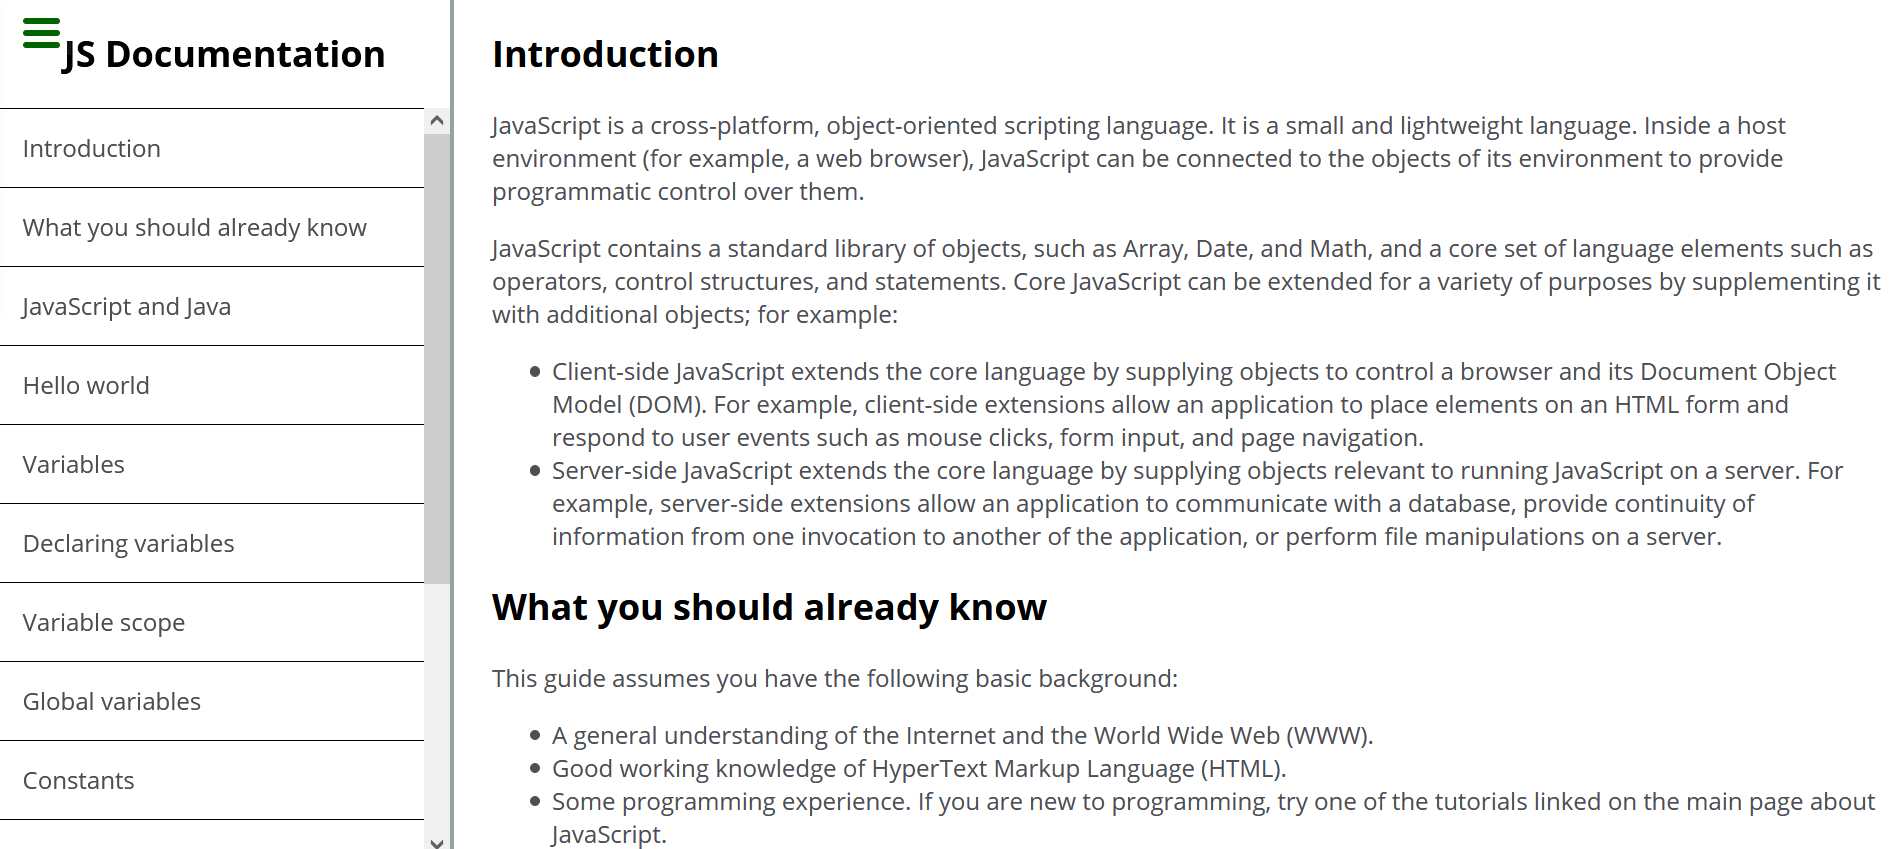 JS Documentation
Introduction
What you should already know
JavaScript and Java
Hello world
Variables
Declaring variables
Variable scope
Global variables
Constants
Introduction
JavaScript is a cross-platform, object-oriented scripting language. It is a small and lightweight language. Inside a host
environment (for example, a web browser), JavaScript can be connected to the objects of its environment to provide
programmatic control over them.
JavaScript contains a standard library of objects, such as Array, Date, and Math, and a core set of language elements such as
operators, control structures, and statements. Core JavaScript can be extended for a variety of purposes by supplementing it
with additional objects; for example:
Client-side JavaScript extends the core language by supplying objects to control a browser and its Document Object
Model (DOM). For example, client-side extensions allow an application to place elements on an HTML form and
respond to user events such as mouse clicks, form input, and page navigation.
Server-side JavaScript extends the core language by supplying objects relevant to running JavaScript on a server. For
example, server-side extensions allow an application to communicate with a database, provide continuity of
information from one invocation to another of the application, or perform file manipulations on a server.
What you should already know
This guide assumes you have the following basic background:
A general understanding of the Internet and the World Wide Web (WWW).
Good working knowledge of HyperText Markup Language (HTML).
Some programming experience. If you are new to programming, try one of the tutorials linked on the main page about
JavaScript.